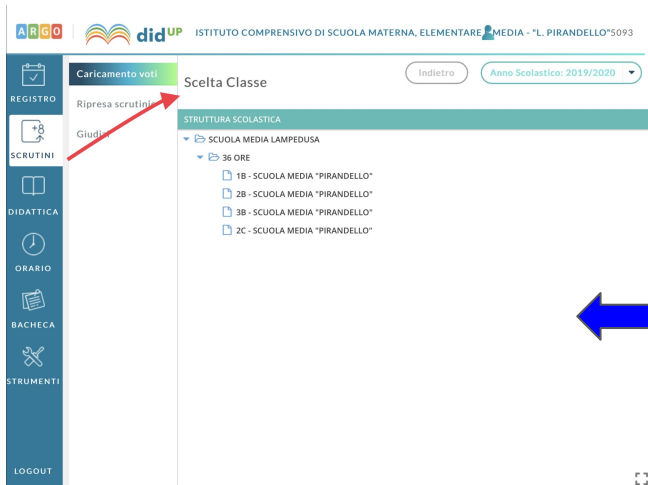 ARGO didUP ISTITUTO COMPRENSIVO DI SCUOLA MATERNA, ELEMENTARE MEDIA - "L. PIRANDELLO"5093
REGISTRO
+8
SCRUTINI
DIDATTICA
ORARIO
BACHECA
STRUMENTI
LOGOUT
Caricamento voti
Ripresa scrutinio
Scelta Classe
Indietro
Anno Scolastico: 2019/2020
STRUTTURA SCOLASTICA
SCUOLA MEDIA LAMPEDUSA
36 ORE
1B - SCUOLA MEDIA "PIRANDELLO"
2B - SCUOLA MEDIA "PIRANDELLO"
3B - SCUOLA MEDIA "PIRANDELLO"
2C - SCUOLA MEDIA "PIRANDELLO"